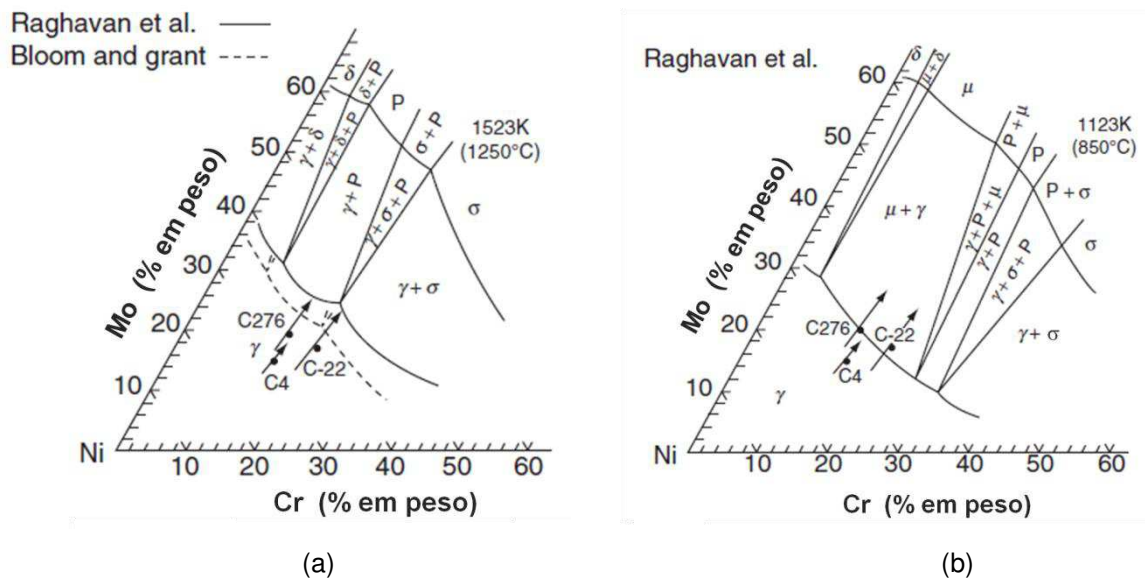 Raghavan et al.
Bloom and grant
1523K
(1250°C)
Mo (% em peso)
60
50
40
30
20
10
δ
δ+P
P
σ+P
γ+δ
γ+δ+P
γ+P
γ+σ+P
σ
γ+σ
C276
γ
C4
C-22
Ni
10
20
30
40
50
60
Cr (% em peso)
(a)
Raghavan et al.
1123K
(850°C)
Mo (% em peso)
60
50
40
30
20
10
δ
μ+δ
μ
P+μ
P
P+σ
σ
μ+γ
γ+P+μ
γ+P
γ+σ+P
γ+σ
C276
C-22
C4
γ
Ni
10
20
30
40
50
60
Cr (% em peso)
(b)